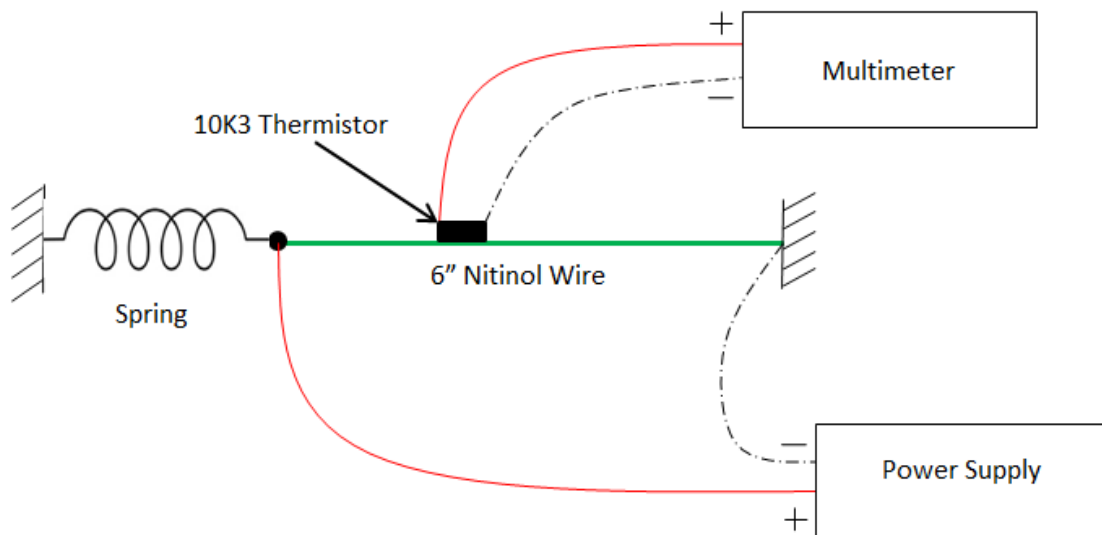 +
Multimeter
—
10K3 Thermistor
6” Nitinol Wire
Spring
—
Power Supply
+